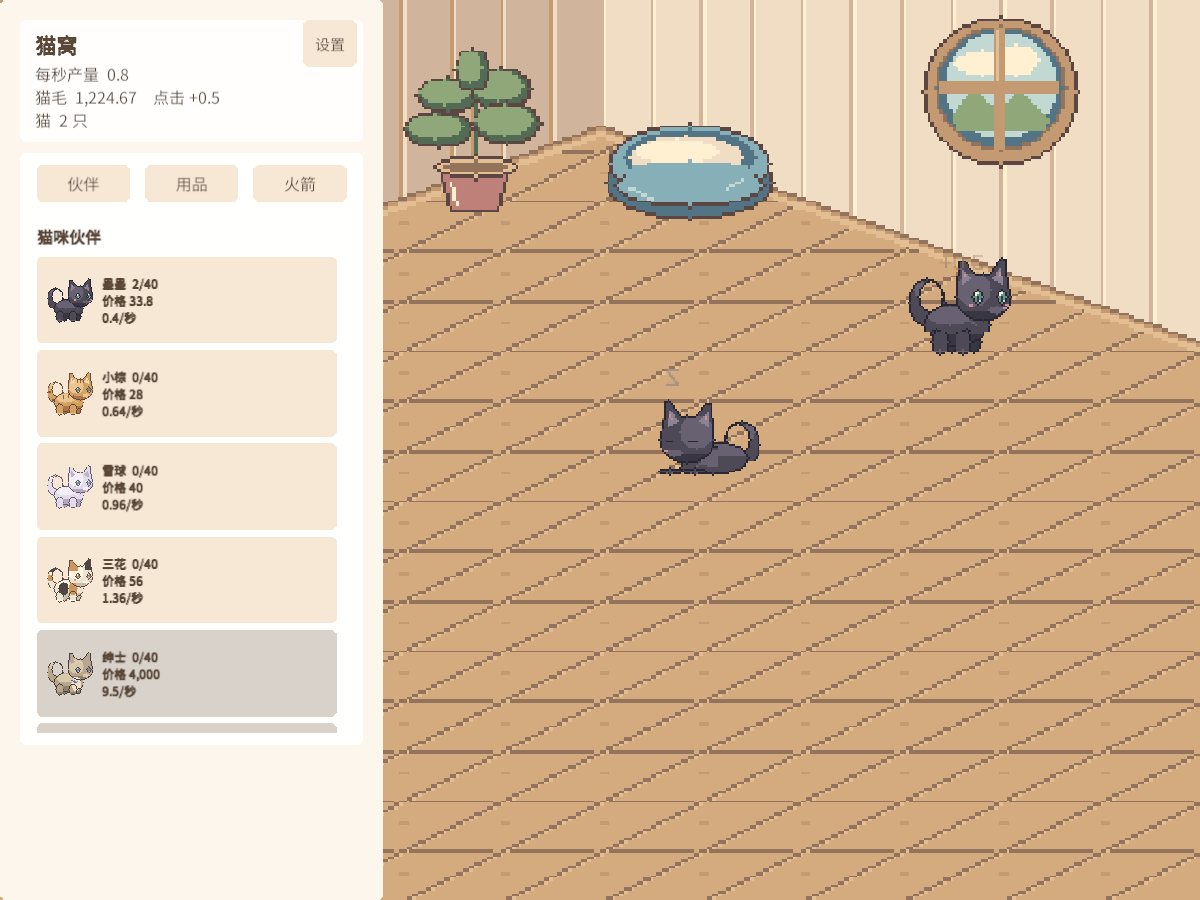 猫窝
设置
每秒产量 0.8
猫毛 1,224.67 点击 +0.5
猫 2 只
伙伴
用品
火箭
猫咪伙伴
墨墨 2/40
价格 33.8
0.4/秒
小棕 0/40
价格 28
0.64/秒
雪球 0/40
价格 40
0.96/秒
三花 0/40
价格 56
1.36/秒
绅士 0/40
价格 4,000
9.5/秒
Z